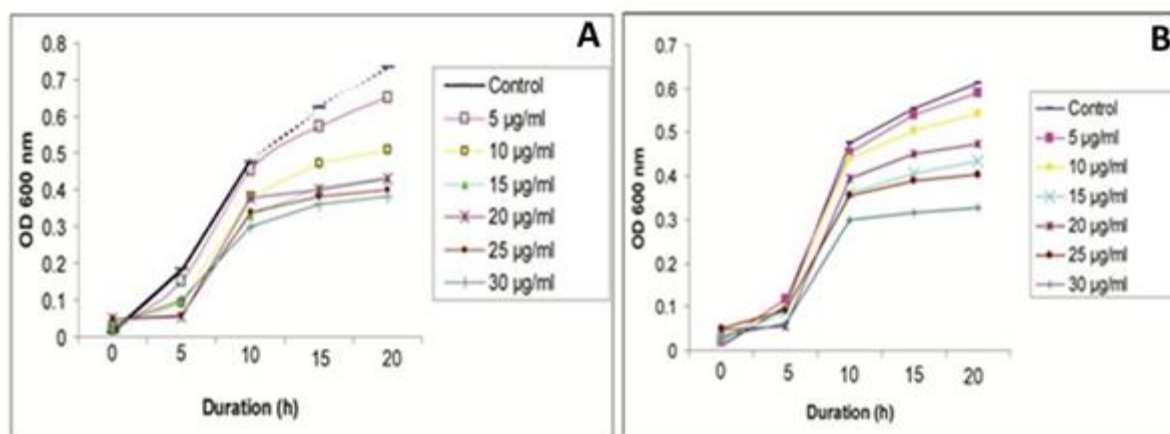 A
0.8
0.7
0.6
0.5
0.4
0.3
0.2
0.1
0
OD 600 nm
0 5 10 15 20
Duration (h)
Control
5 µg/ml
10 µg/ml
15 µg/ml
20 µg/ml
25 µg/ml
30 µg/ml
B
0.7
0.6
0.5
0.4
0.3
0.2
0.1
0
OD 600 nm
0 5 10 15 20
Duration (h)
Control
5 µg/ml
10 µg/ml
15 µg/ml
20 µg/ml
25 µg/ml
30 µg/ml